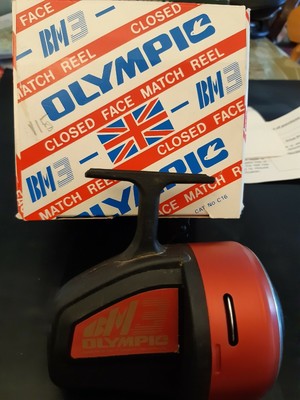 FACE
CLOSED
BM3
MATCH REEL
OLYMPIC
CLOSED FACE MATCH REEL
BM3
CLOSED FACE
MATCH REEL
BM3
OLYMPIC
CAT NO C16
BM3
OLYMPIC